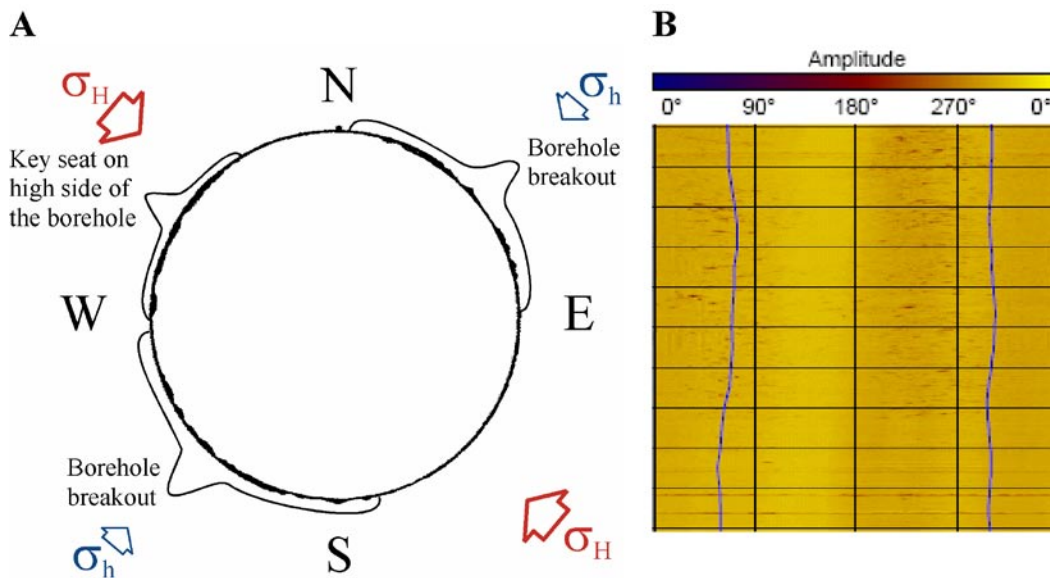 A
B
σH
N
σh
Key seat on
high side of
the borehole
Borehole
breakout
W
E
Borehole
breakout
σh
S
σH
Amplitude
0° 90° 180° 270° 0°